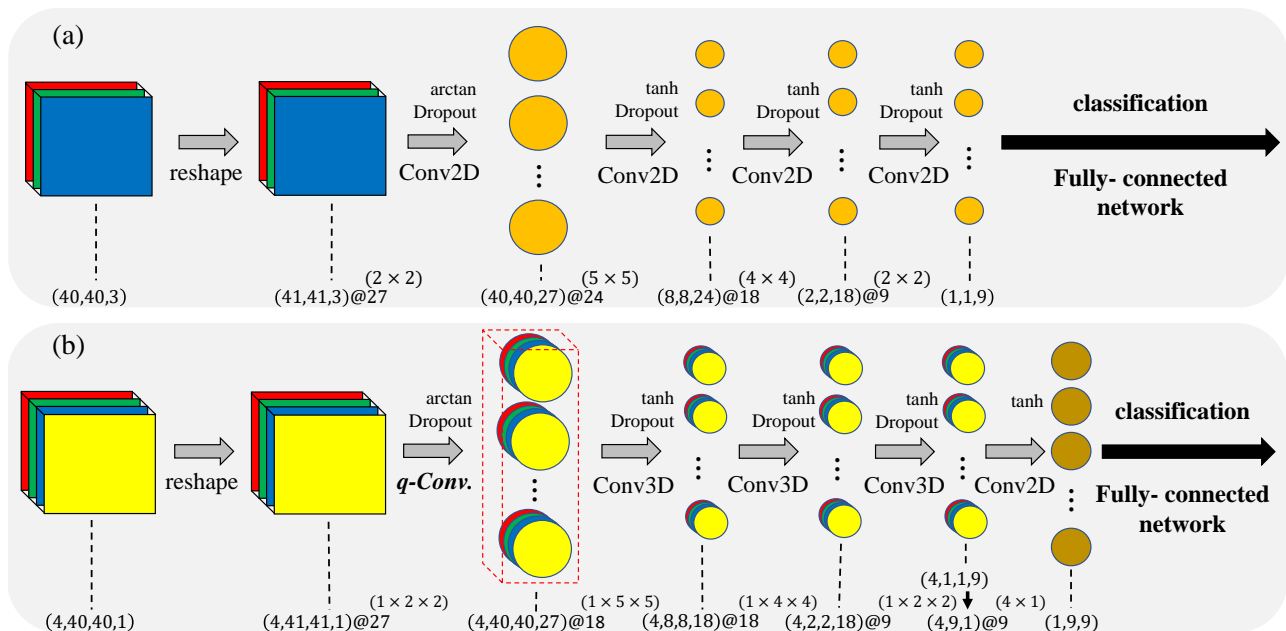 (a)
reshape
arctan
Dropout
Conv2D
tanh
Dropout
Conv2D
tanh
Dropout
Conv2D
tanh
Dropout
Conv2D
classification
Fully- connected
network
(40,40,3)
(41,41,3)@27
(2 × 2)
(40,40,27)@24
(5 × 5)
(8,8,24)@18
(4 × 4)
(2,2,18)@9
(2 × 2)
(1,1,9)
(b)
reshape
arctan
Dropout
q-Conv.
tanh
Dropout
Conv3D
tanh
Dropout
Conv3D
tanh
Dropout
Conv3D
tanh
Conv2D
classification
Fully- connected
network
(4,40,40,1)
(4,41,41,1)@27
(1 × 2 × 2)
(4,40,40,27)@18
(1 × 5 × 5)
(4,8,8,18)@18
(1 × 4 × 4)
(4,2,2,18)@9
(1 × 2 × 2)
(4,1,1,9)
(4,9,1)@9
(4 × 1)
(1,9,9)